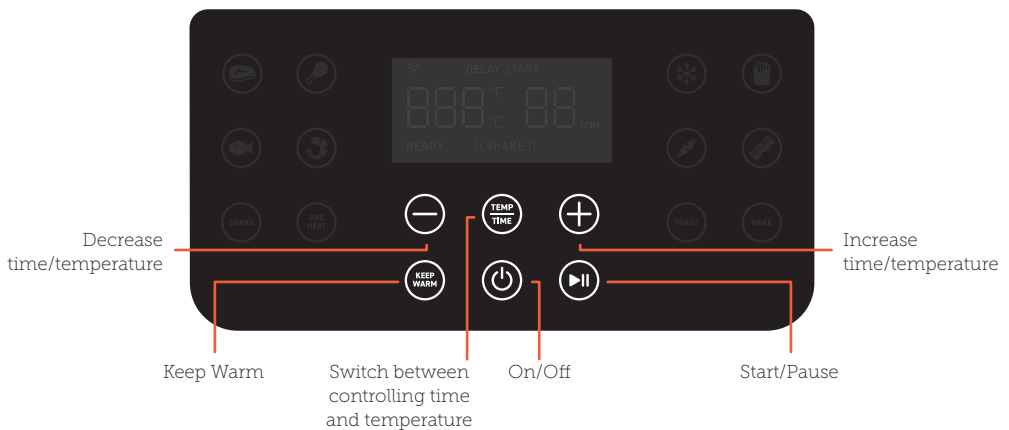 DELAY START
888 °F 88
°C MIN
READY (( SHAKE ))
TEMP
TIME
SHAKE
PRE
HEAT
TOAST
BAKE
Decrease
time/temperature
Increase
time/temperature
KEEP
WARM
Keep Warm
Switch between
controlling time
and temperature
On/Off
Start/Pause